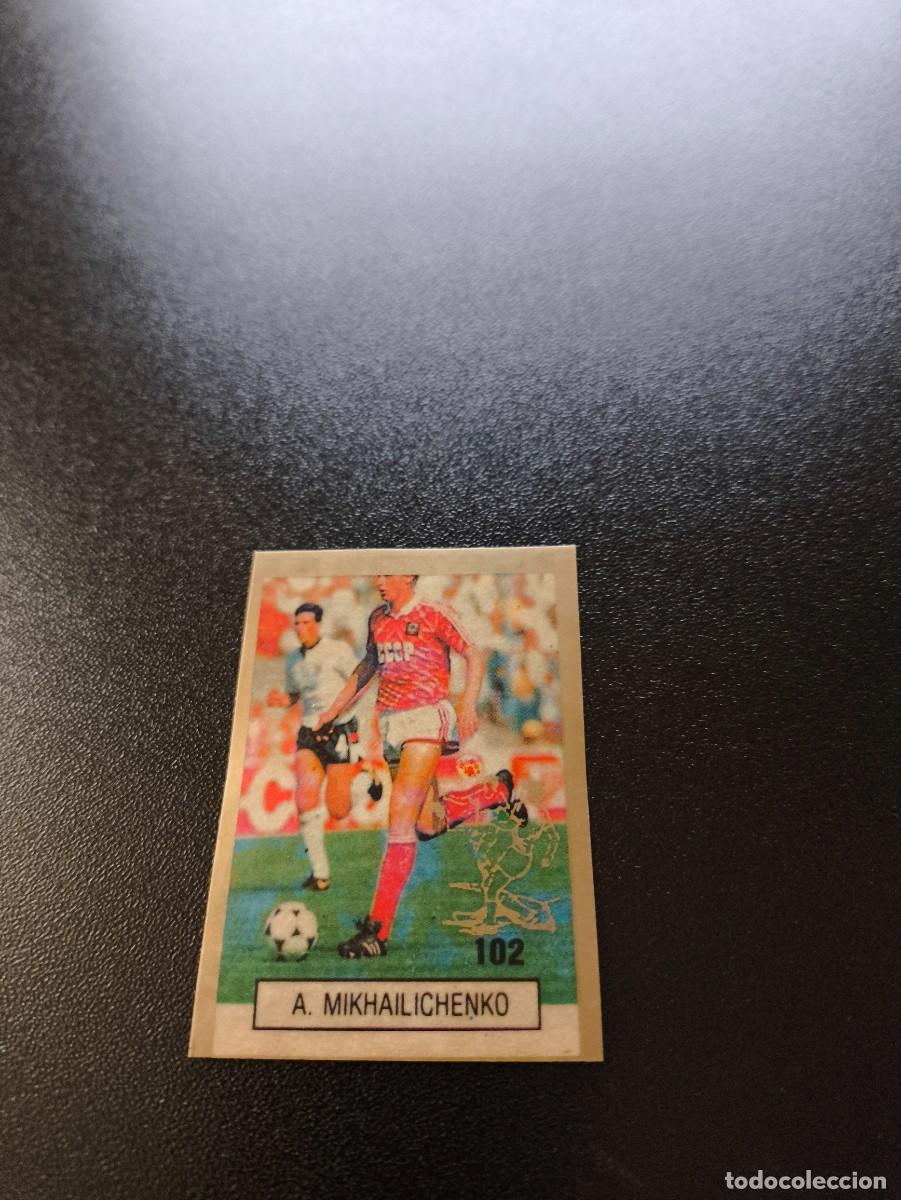 CCCP
102
A. MIKHAILICHENKO
todocoleccion